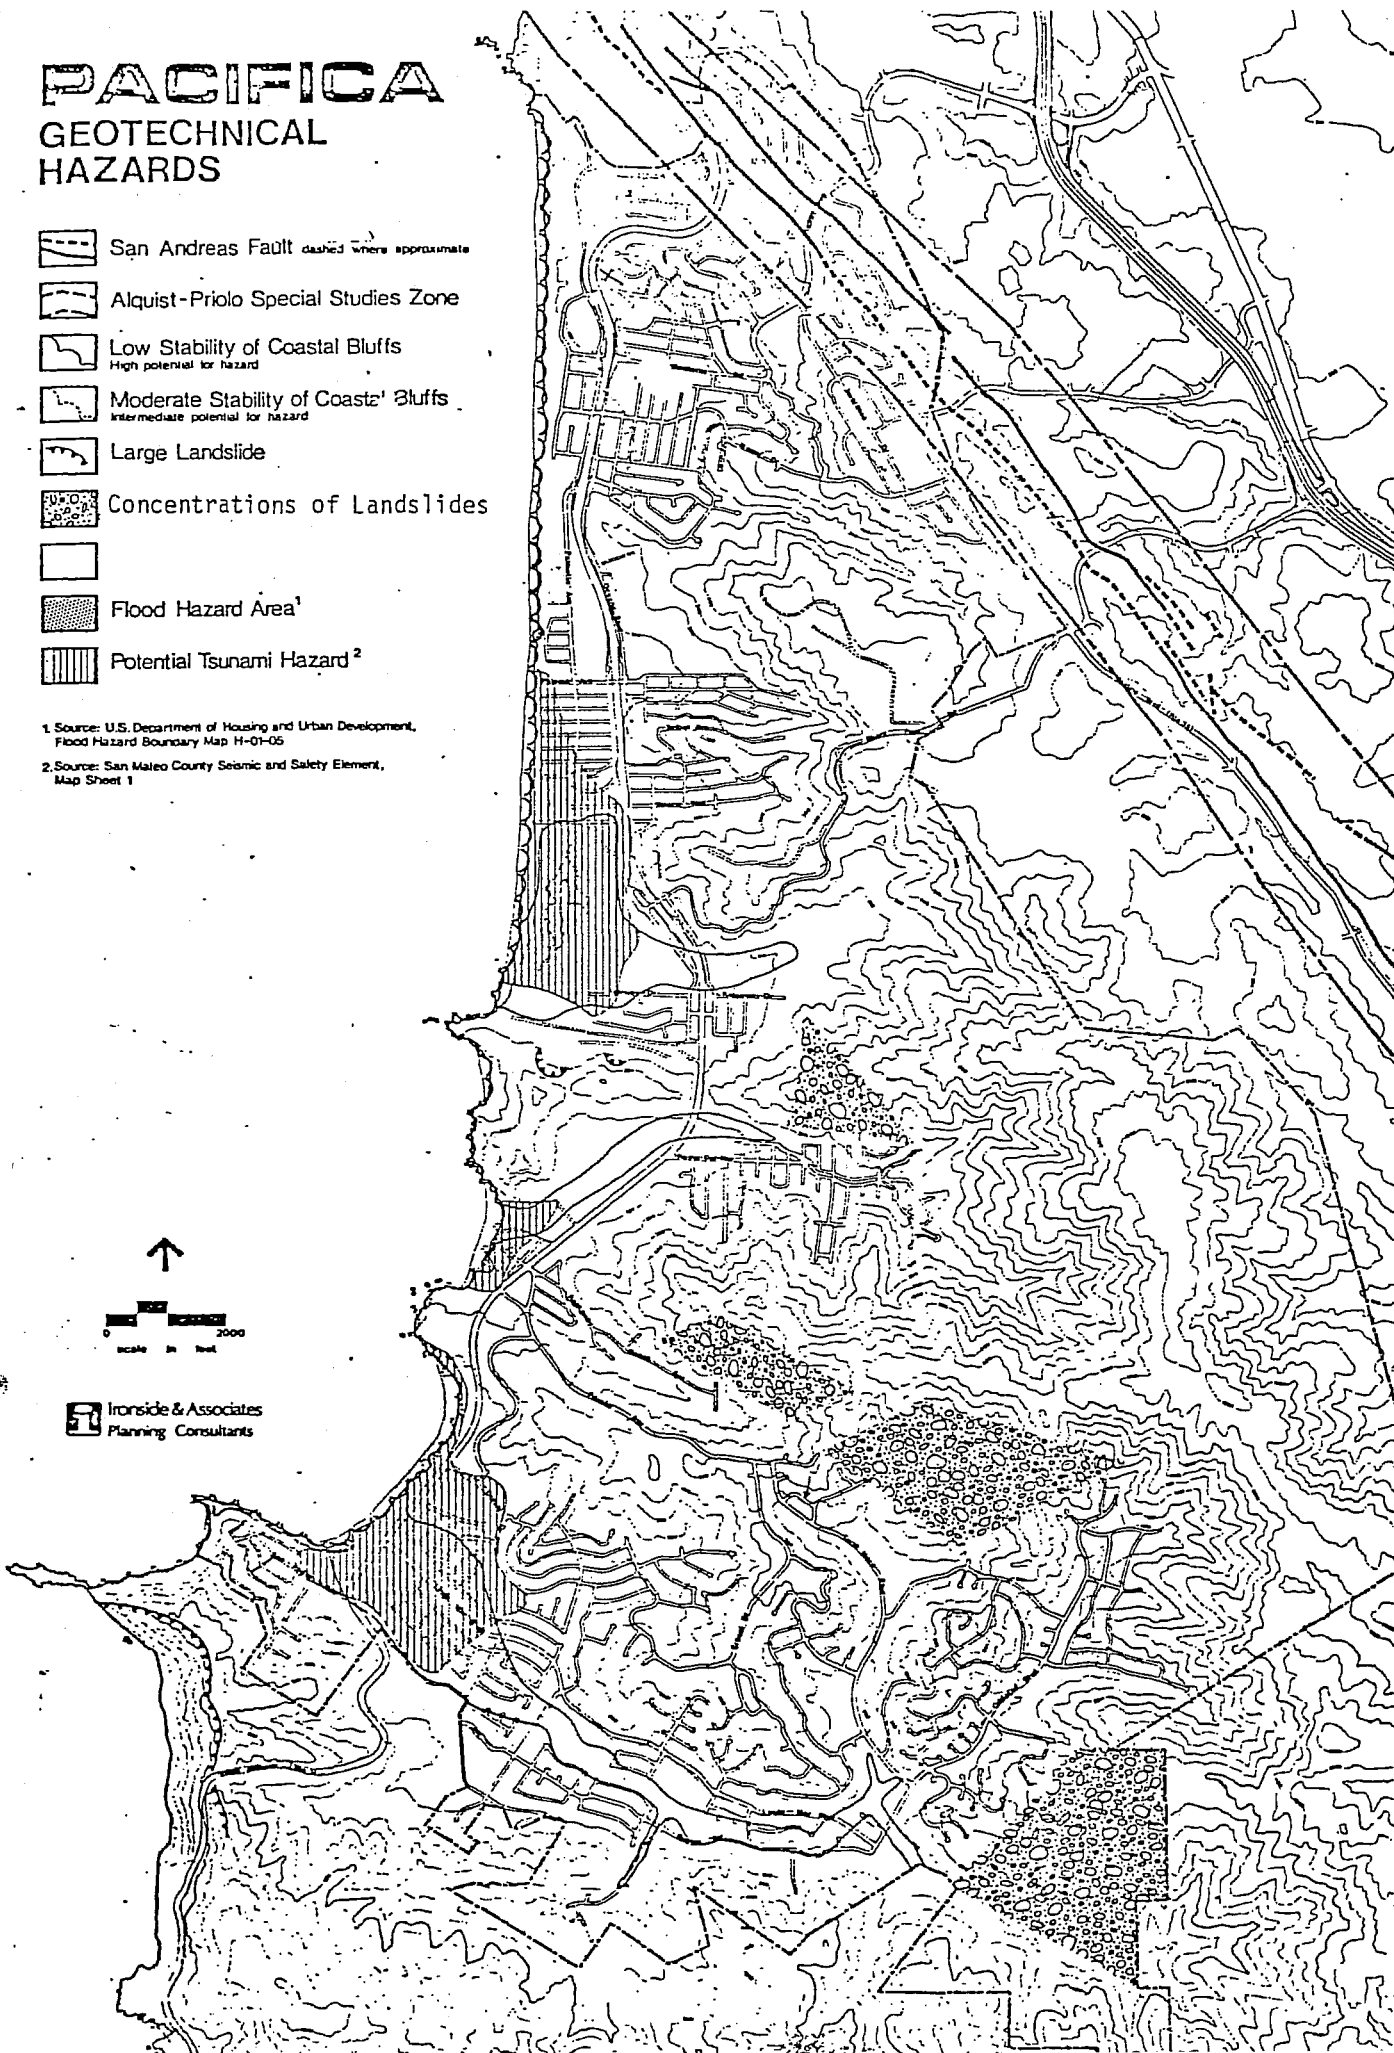 PACIFICA
GEOTECHNICAL
HAZARDS
San Andreas Fault dashed where approximate
Alquist-Priolo Special Studies Zone
Low Stability of Coastal Bluffs
High potential for hazard
Moderate Stability of Coastal Bluffs
Intermediate potential for hazard
Large Landslide
Concentrations of Landslides
Flood Hazard Area1
Potential Tsunami Hazard2
1. Source: U.S. Department of Housing and Urban Development,
Flood Hazard Boundary Map H-01-05
2. Source: San Mateo County Seismic and Safety Element,
Map Sheet 1
0 2000
scale in feet
Ironside & Associates
Planning Consultants